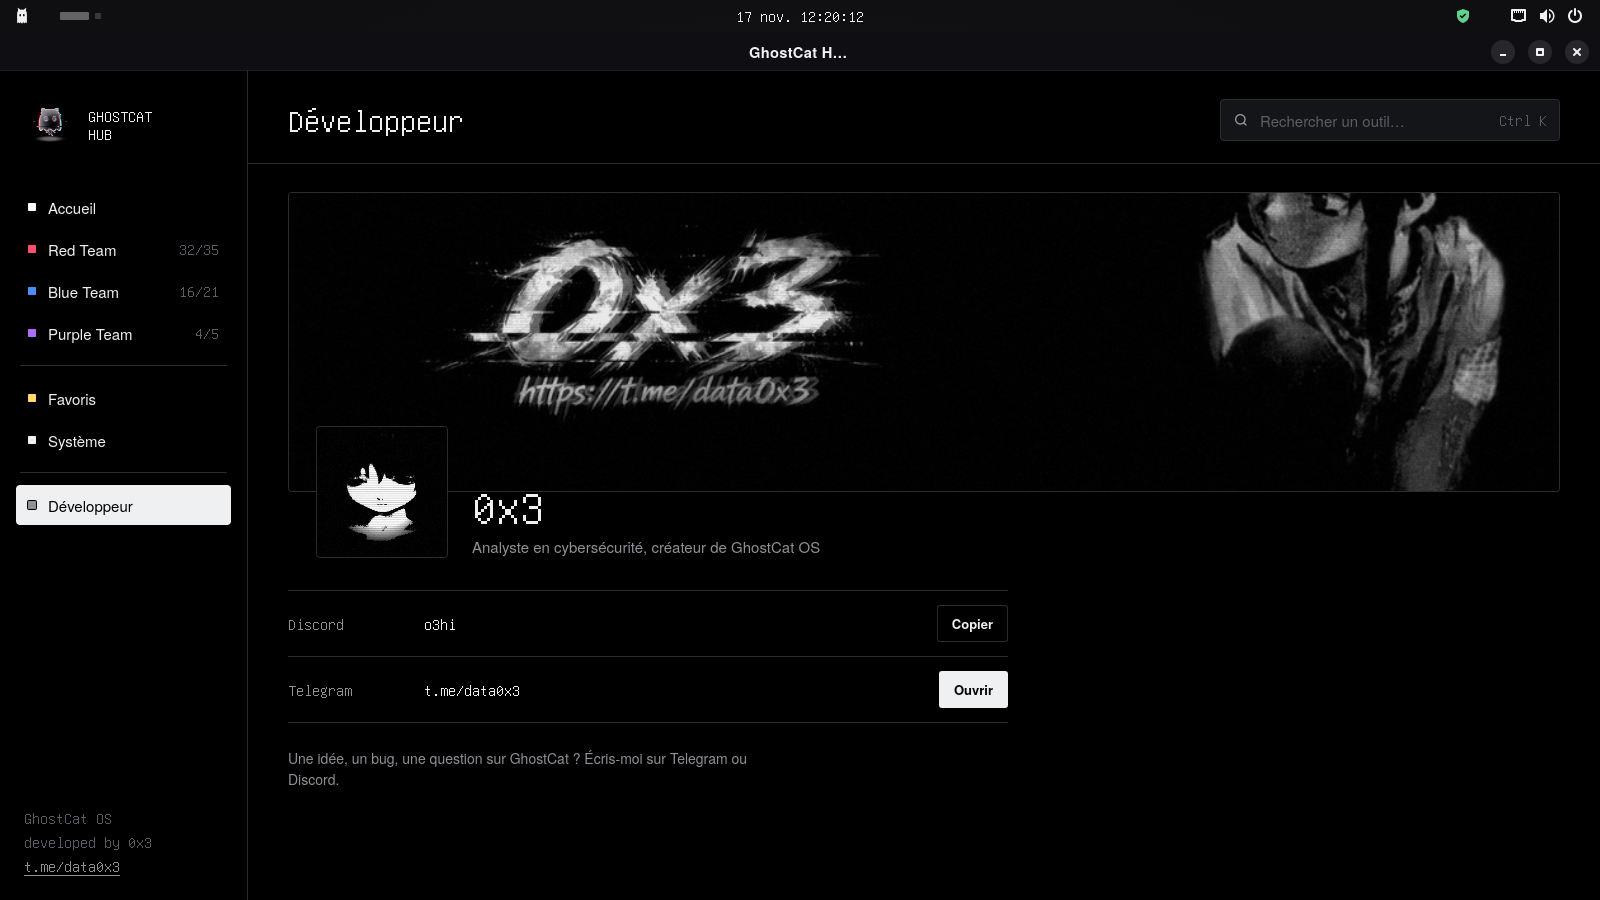 17 nov. 12:20:12
GhostCat H...
GHOSTCAT
HUB
Développeur
Rechercher un outil...
Ctrl K
Accueil
Red Team 32/35
Blue Team 16/21
Purple Team 4/5
Favoris
Système
Développeur
0x3
https://t.me/data0x3
0x3
Analyste en cybersécurité, créateur de GhostCat OS
Discord o3hi Copier
Telegram t.me/data0x3 Ouvrir
Une idée, un bug, une question sur GhostCat ? Écris-moi sur Telegram ou
Discord.
GhostCat OS
developed by 0x3
t.me/data0x3